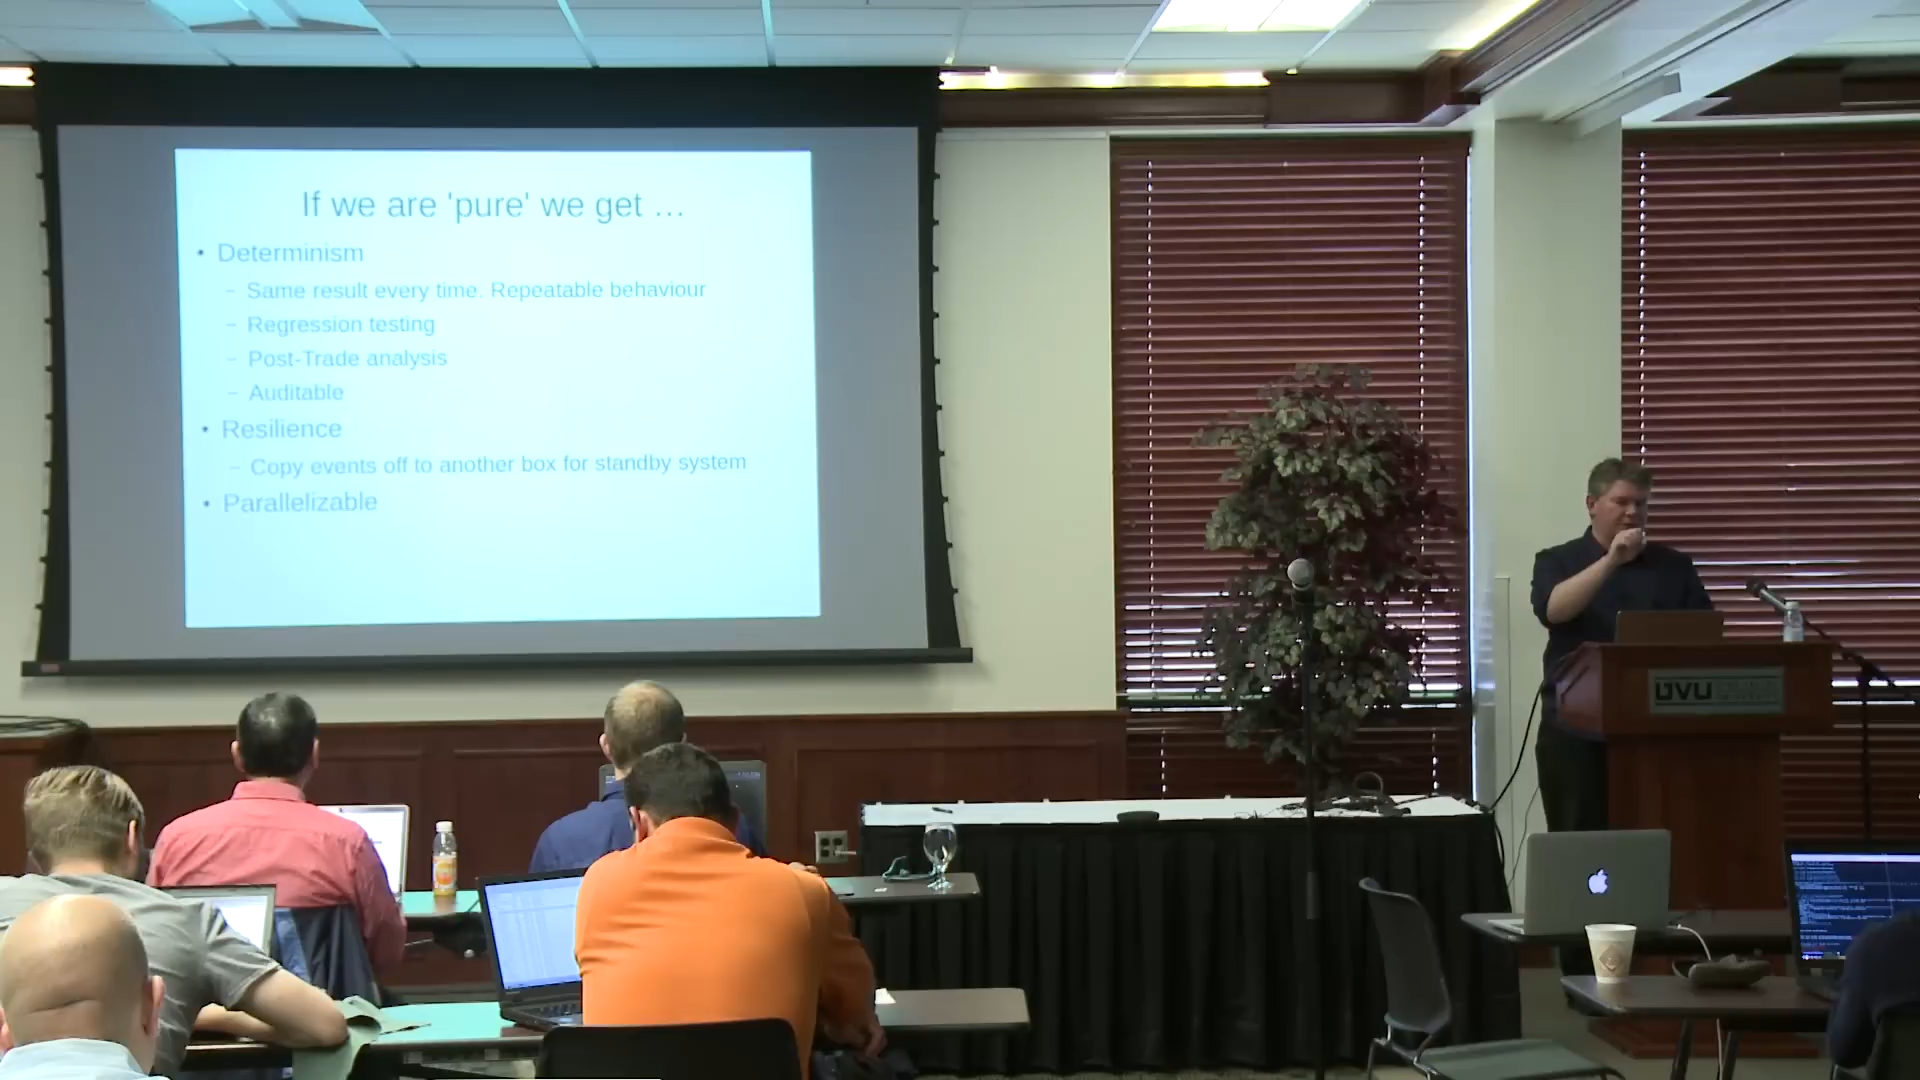 If we are 'pure' we get …
• Determinism
– Same result every time. Repeatable behaviour
– Regression testing
– Post-Trade analysis
– Auditable
• Resilience
– Copy events off to another box for standby system
• Parallelizable
UVU